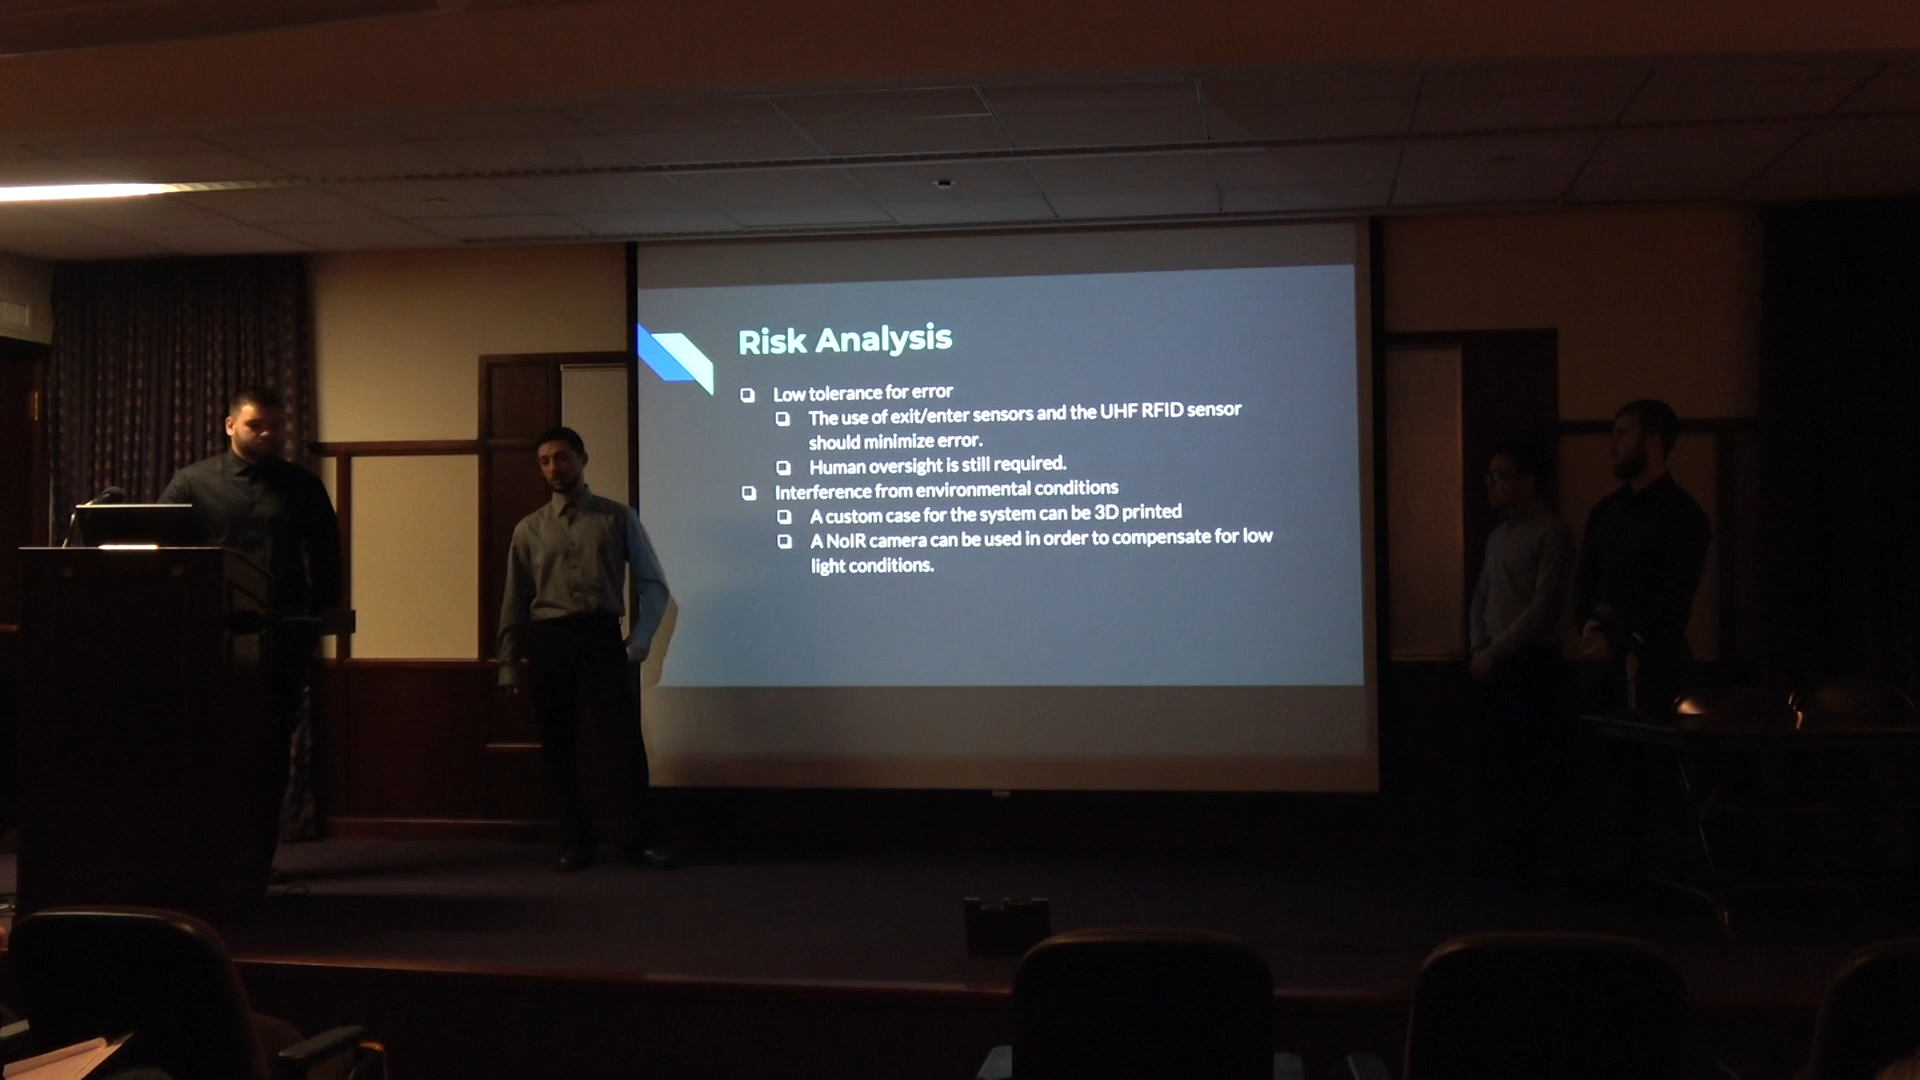 Risk Analysis
Low tolerance for error
The use of exit/enter sensors and the UHF RFID sensor
should minimize error.
Human oversight is still required.
Interference from environmental conditions
A custom case for the system can be 3D printed
A NoIR camera can be used in order to compensate for low
light conditions.